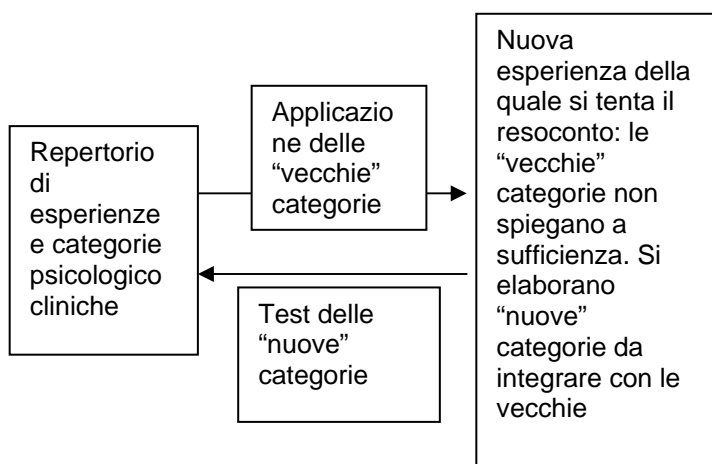 Repertorio
di
esperienze
e categorie
psicologico
cliniche
Applicazio
ne delle
“vecchie”
categorie
Test delle
“nuove”
categorie
Nuova
esperienza della
quale si tenta il
resoconto: le
“vecchie”
categorie non
spiegano a
sufficienza. Si
elaborano
“nuove”
categorie da
integrare con le
vecchie